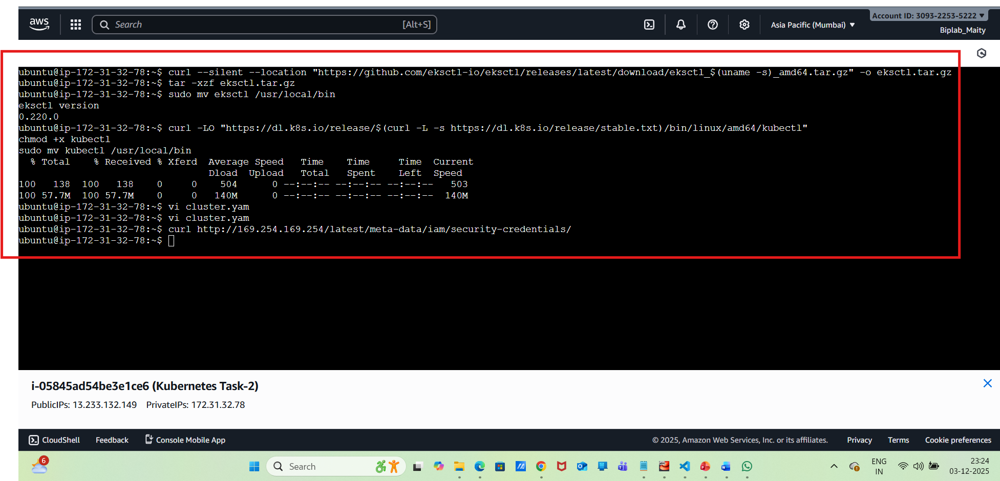 aws
Search [Alt+S]
Asia Pacific (Mumbai) ▼
Account ID: 3093-2253-5222 ▼
Biplab_Maity
ubuntu@ip-172-31-32-78:~$ curl --silent --location "https://github.com/eksctl-io/eksctl/releases/latest/download/eksctl_$(uname -s)_amd64.tar.gz" -o eksctl.tar.gz
ubuntu@ip-172-31-32-78:~$ tar -xzf eksctl.tar.gz
ubuntu@ip-172-31-32-78:~$ sudo mv eksctl /usr/local/bin
eksctl version
0.220.0
ubuntu@ip-172-31-32-78:~$ curl -LO "https://dl.k8s.io/release/$(curl -L -s https://dl.k8s.io/release/stable.txt)/bin/linux/amd64/kubectl"
chmod +x kubectl
sudo mv kubectl /usr/local/bin
% Total % Received % Xferd Average Speed Time Time Time Current
Dload Upload Total Spent Left Speed
100 138 100 138 0 0 504 0 --:--:-- --:--:-- --:--:-- 503
100 57.7M 100 57.7M 0 0 140M 0 --:--:-- --:--:-- --:--:-- 140M
ubuntu@ip-172-31-32-78:~$ vi cluster.yam
ubuntu@ip-172-31-32-78:~$ vi cluster.yam
ubuntu@ip-172-31-32-78:~$ curl http://169.254.169.254/latest/meta-data/iam/security-credentials/
ubuntu@ip-172-31-32-78:~$
i-05845ad54be3e1ce6 (Kubernetes Task-2)
PublicIPs: 13.233.132.149 PrivateIPs: 172.31.32.78
CloudShell Feedback Console Mobile App © 2025, Amazon Web Services, Inc. or its affiliates. Privacy Terms Cookie preferences
6
Search
ENG
IN
23:24
03-12-2025